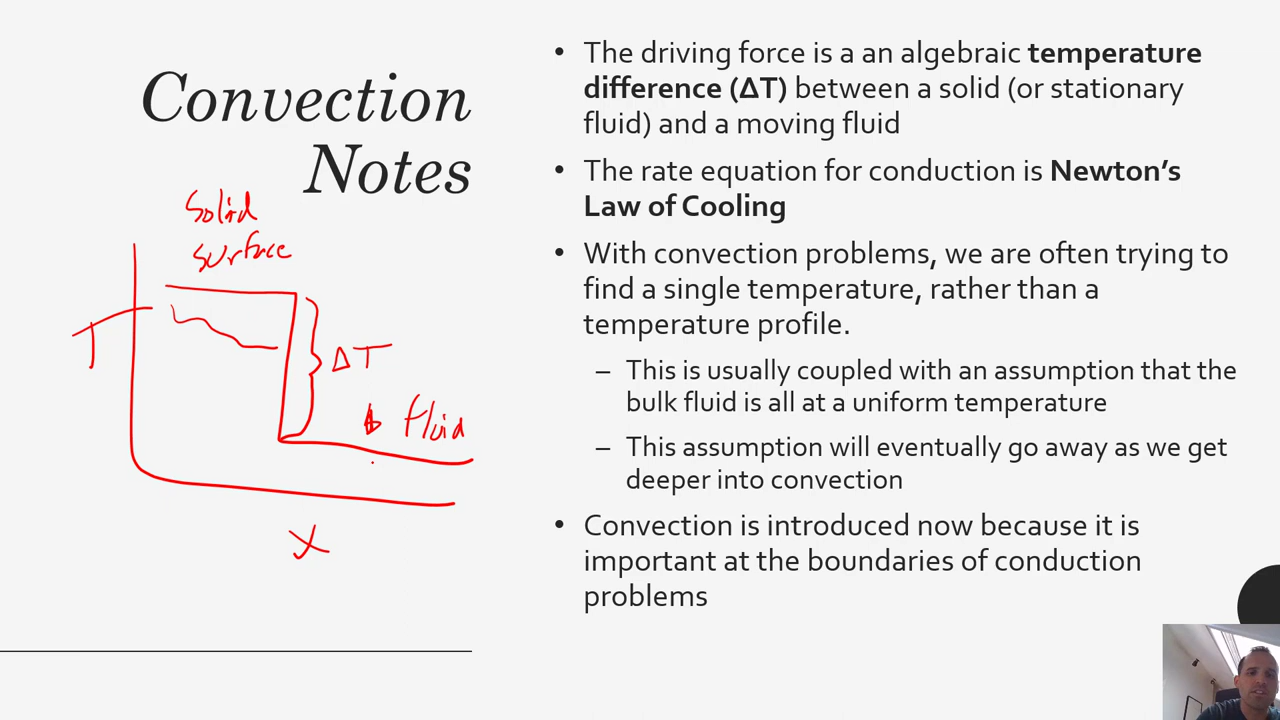 Convection
Notes
Solid
surface
T
ΔT
fluid
x
• The driving force is a an algebraic temperature
difference (ΔT) between a solid (or stationary
fluid) and a moving fluid
• The rate equation for conduction is Newton's
Law of Cooling
• With convection problems, we are often trying to
find a single temperature, rather than a
temperature profile.
– This is usually coupled with an assumption that the
bulk fluid is all at a uniform temperature
– This assumption will eventually go away as we get
deeper into convection
• Convection is introduced now because it is
important at the boundaries of conduction
problems